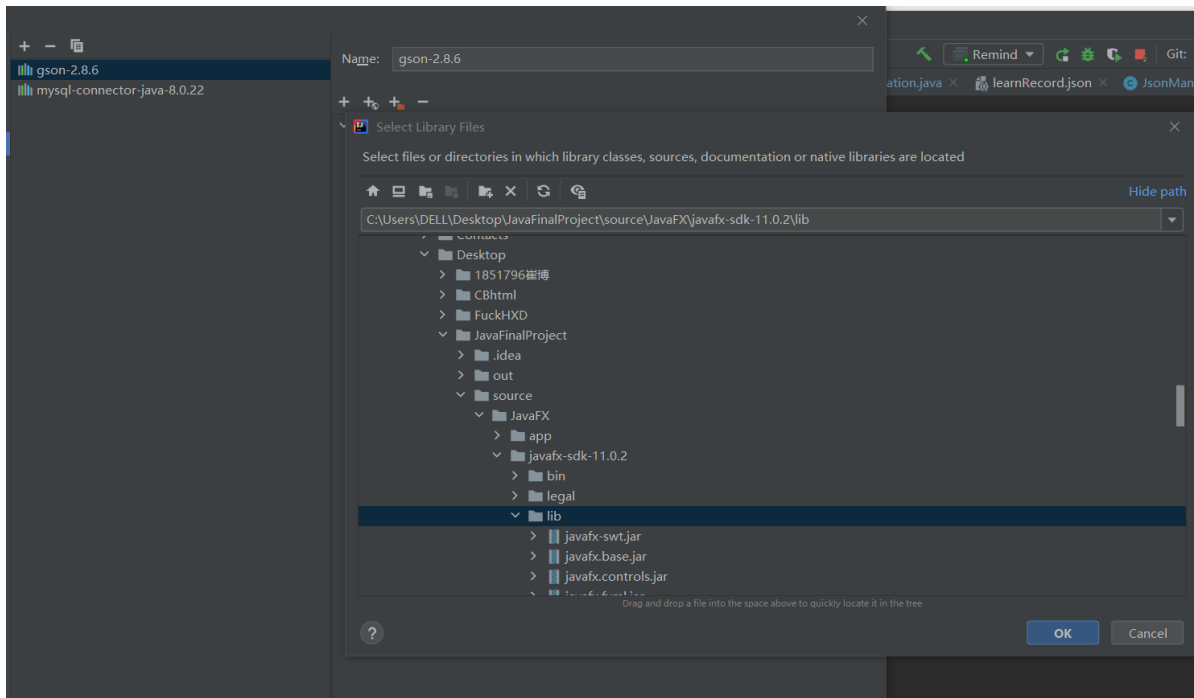 gson-2.8.6
mysql-connector-java-8.0.22
Name: gson-2.8.6
Remind
Git:
ation.java
learnRecord.json
JsonMan
Select Library Files
Select files or directories in which library classes, sources, documentation or native libraries are located
Hide path
C:\Users\DELL\Desktop\JavaFinalProject\source\JavaFX\javafx-sdk-11.0.2\lib
Contacts
Desktop
1851796崔博
CBhtml
FuckHXD
JavaFinalProject
.idea
out
source
JavaFX
app
javafx-sdk-11.0.2
bin
legal
lib
javafx-swt.jar
javafx.base.jar
javafx.controls.jar
javafx.fxml.jar
Drag and drop a file into the space above to quickly locate it in the tree
?
OK
Cancel